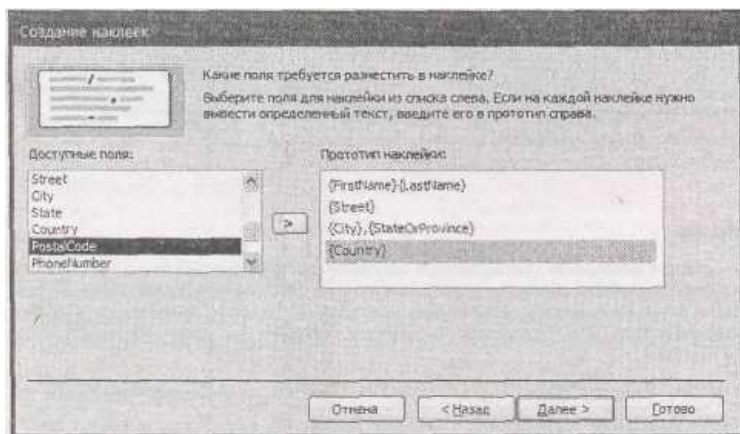 Создание наклеек
Какие поля требуется разместить в наклейке?
Выберите поля для наклейки из списка слева. Если на каждой наклейке нужно
вывести определенный текст, введите его в прототип справа.
Доступные поля:
Прототип наклейки:
Street
City
State
Country
PostalCode
PhoneNumber
>
{FirstName} {LastName}
{Street}
{City}, {StateOrProvince}
{Country}
Отмена
< Назад
Далее >
Готово